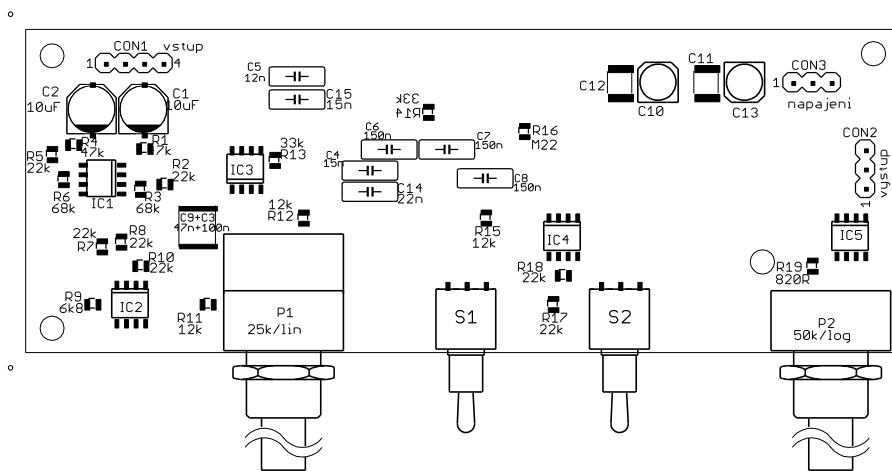 CON1 vstup
1 4
C2
10uF
C1
10uF
C5
12n
C15
15n
33k
R14
C6
150n
C7
150n
C4
15n
C14
22n
C8
150n
R16
M22
C12
C10
C11
C13
CON3
1
napajeni
CON2
vystup
1
R4
47k
R1
47k
R5
22k
R2
22k
IC1
R6
68k
R3
68k
33k
R13
IC3
C9+C3
47n+100n
12k
R12
R15
12k
IC4
IC5
22k
R7
R8
22k
R10
22k
R18
22k
R19
820R
R9
6k8
IC2
R11
12k
P1
25k/lin
S1
R17
22k
S2
P2
50k/log